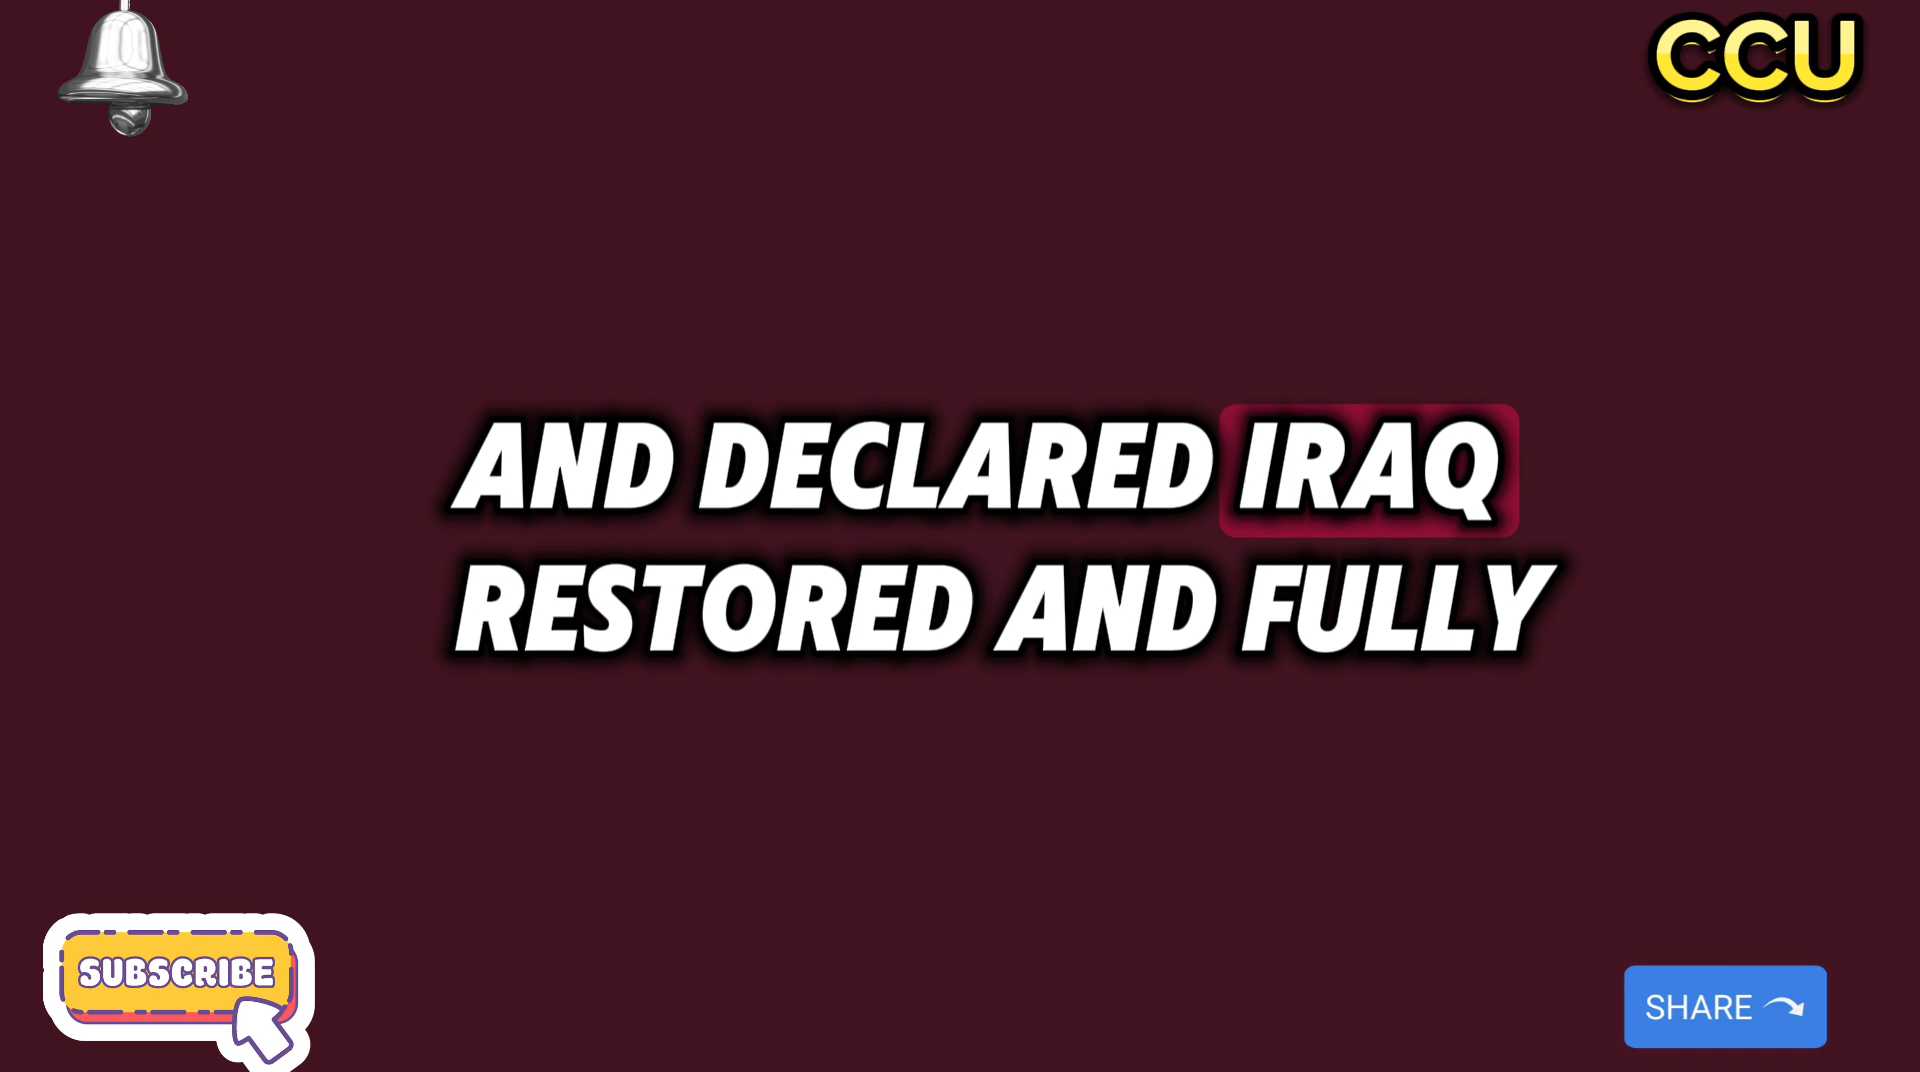 CCU
AND DECLARED IRAQ
RESTORED AND FULLY
SUBSCRIBE
SHARE